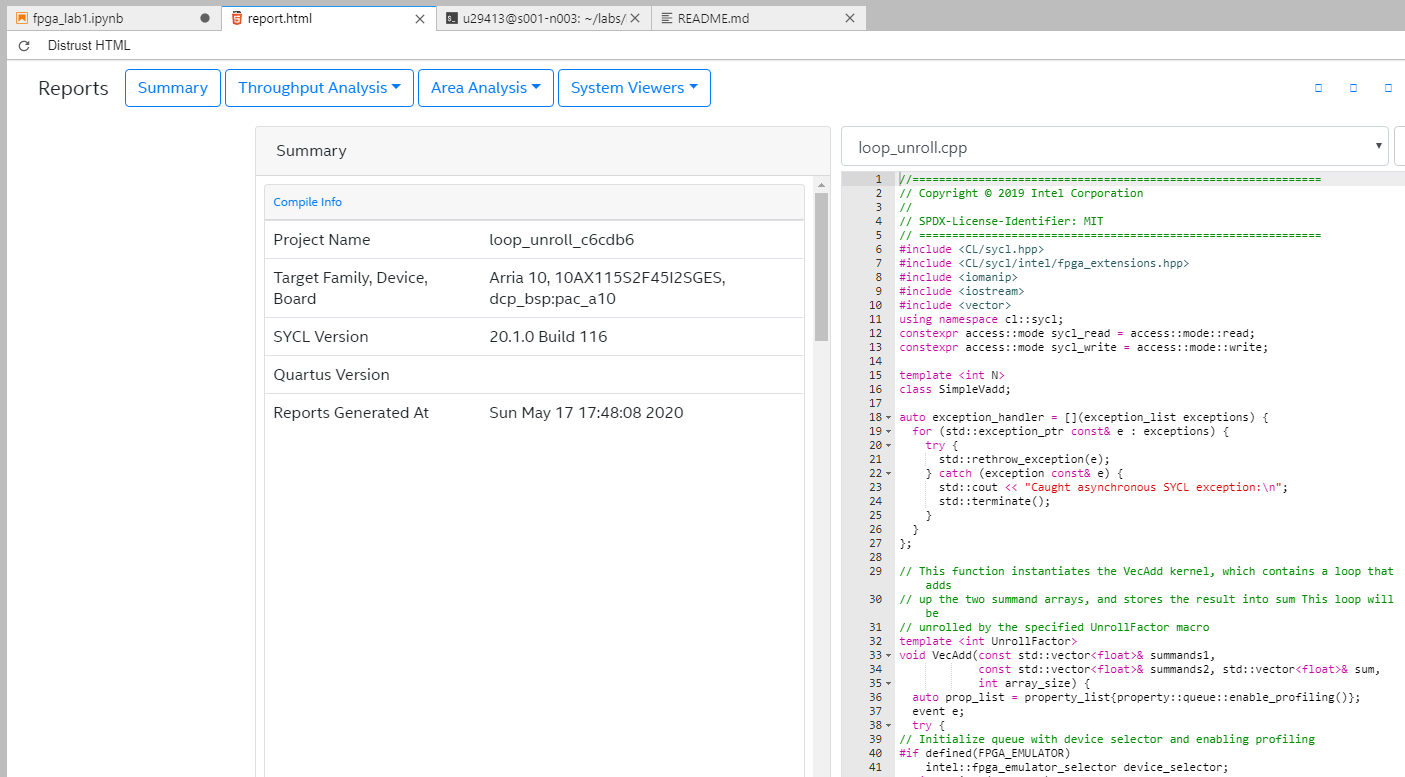 fpga_lab1.ipynb
report.html
u29413@s001-n003: ~/labs/
README.md
Distrust HTML
Reports
Summary
Throughput Analysis
Area Analysis
System Viewers
Summary
Compile Info
Project Name loop_unroll_c6cdb6
Target Family, Device, Arria 10, 10AX115S2F45I2SGES,
Board dcp_bsp:pac_a10
SYCL Version 20.1.0 Build 116
Quartus Version
Reports Generated At Sun May 17 17:48:08 2020
loop_unroll.cpp
1 //==============================================================
2 // Copyright © 2019 Intel Corporation
3 //
4 // SPDX-License-Identifier: MIT
5 // =============================================================
6 #include <CL/sycl.hpp>
7 #include <CL/sycl/intel/fpga_extensions.hpp>
8 #include <iomanip>
9 #include <iostream>
10 #include <vector>
11 using namespace cl::sycl;
12 constexpr access::mode sycl_read = access::mode::read;
13 constexpr access::mode sycl_write = access::mode::write;
14
15 template <int N>
16 class SimpleVadd;
17
18 auto exception_handler = [](exception_list exceptions) {
19 for (std::exception_ptr const& e : exceptions) {
20 try {
21 std::rethrow_exception(e);
22 } catch (exception const& e) {
23 std::cout << "Caught asynchronous SYCL exception:\n";
24 std::terminate();
25 }
26 }
27 };
28
29 // This function instantiates the VecAdd kernel, which contains a loop that
adds
30 // up the two summand arrays, and stores the result into sum This loop will
be
31 // unrolled by the specified UnrollFactor macro
32 template <int UnrollFactor>
33 void VecAdd(const std::vector<float>& summands1,
34 const std::vector<float>& summands2, std::vector<float>& sum,
35 int array_size) {
36 auto prop_list = property_list{property::queue::enable_profiling()};
37 event e;
38 try {
39 // Initialize queue with device selector and enabling profiling
40 #if defined(FPGA_EMULATOR)
41 intel::fpga_emulator_selector device_selector;